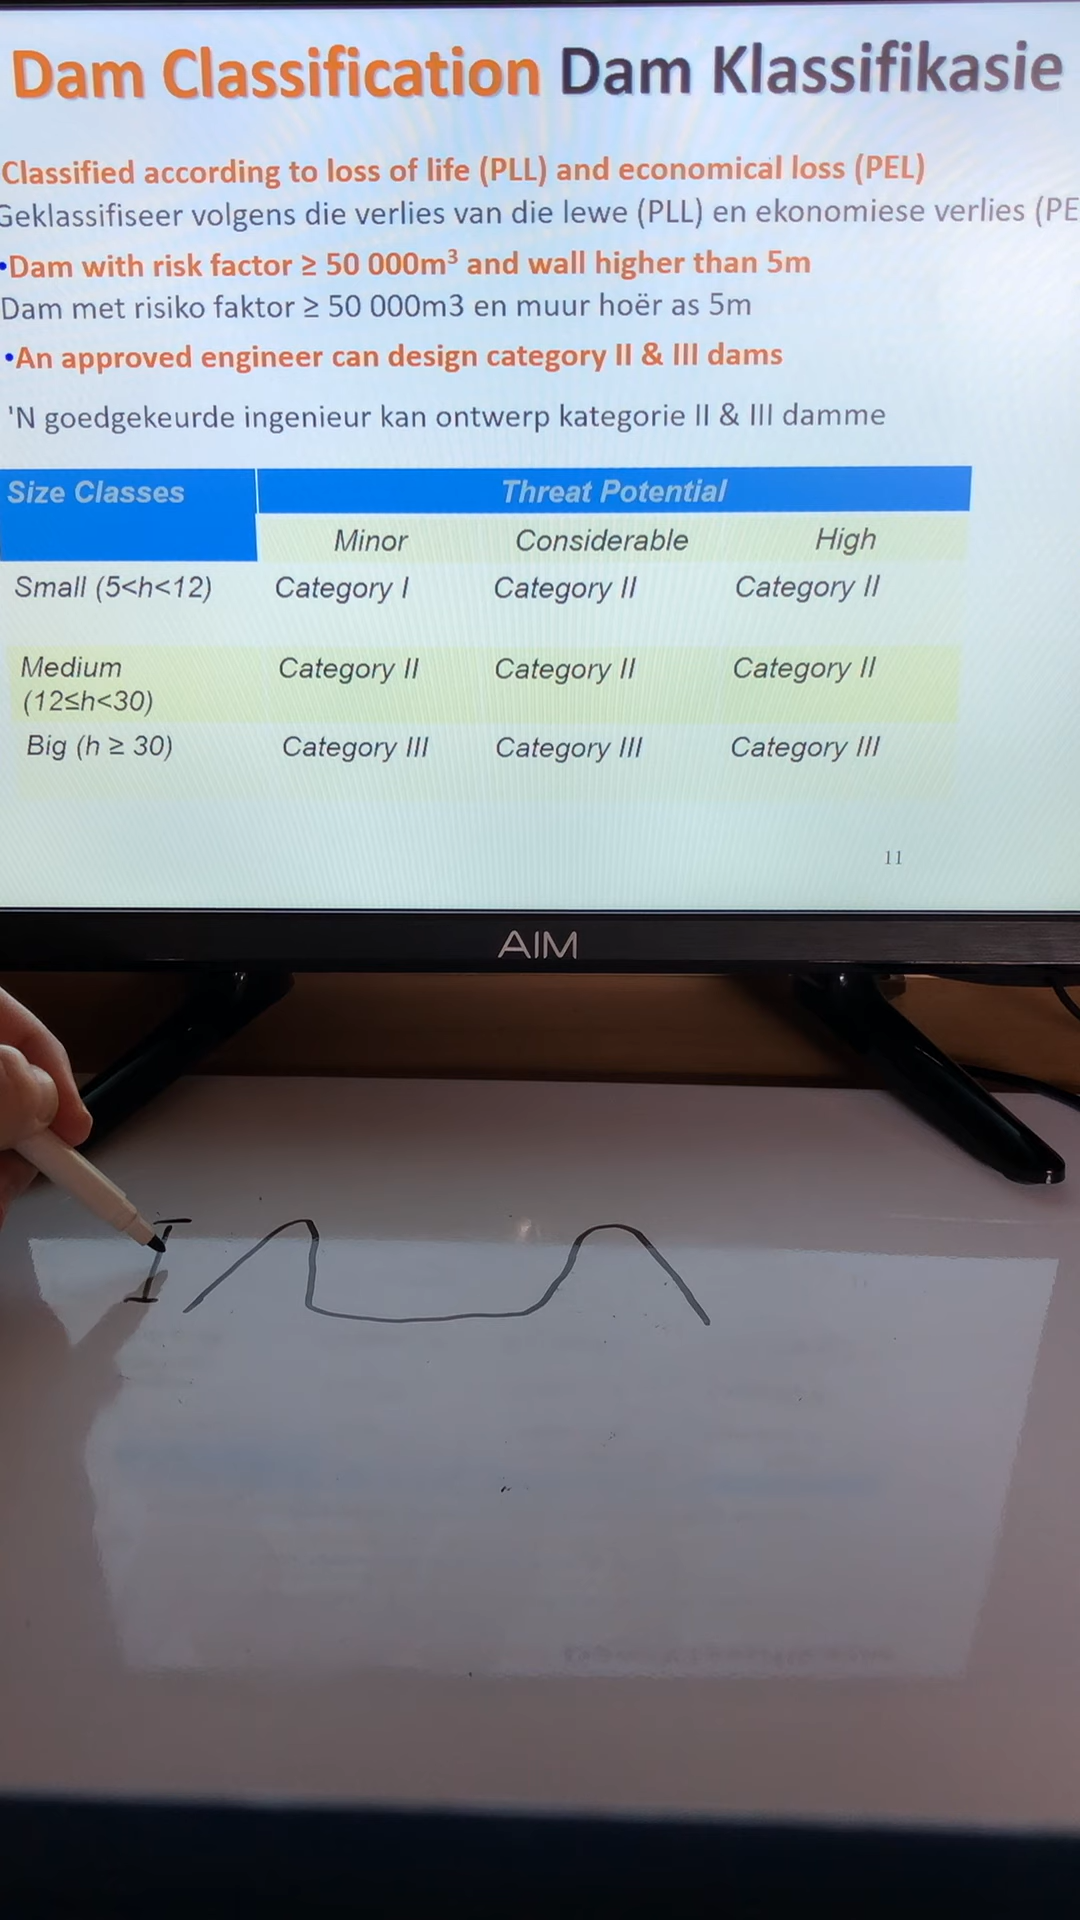 Dam Classification Dam Klassifikasie
Classified according to loss of life (PLL) and economical loss (PEL)
Geklassifiseer volgens die verlies van die lewe (PLL) en ekonomiese verlies (PE
•Dam with risk factor ≥ 50 000m³ and wall higher than 5m
Dam met risiko faktor ≥ 50 000m3 en muur hoër as 5m
•An approved engineer can design category II & III dams
'N goedgekeurde ingenieur kan ontwerp kategorie II & III damme
Size Classes Threat Potential
Minor Considerable High
Small (5<h<12) Category I Category II Category II
Medium Category II Category II Category II
(12≤h<30)
Big (h ≥ 30) Category III Category III Category III
11
AIM